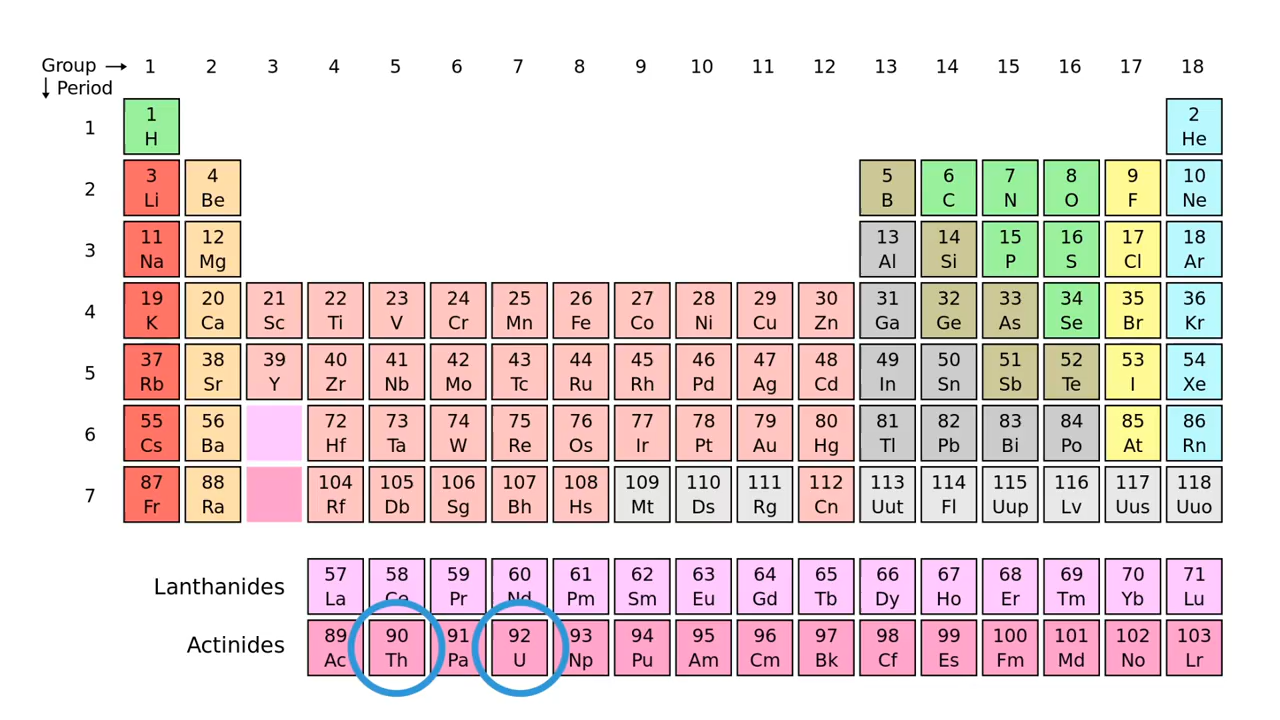 Group → 1 2 3 4 5 6 7 8 9 10 11 12 13 14 15 16 17 18
↓ Period
1 1 2
H He
2 3 4 5 6 7 8 9 10
Li Be B C N O F Ne
3 11 12 13 14 15 16 17 18
Na Mg Al Si P S Cl Ar
4 19 20 21 22 23 24 25 26 27 28 29 30 31 32 33 34 35 36
K Ca Sc Ti V Cr Mn Fe Co Ni Cu Zn Ga Ge As Se Br Kr
5 37 38 39 40 41 42 43 44 45 46 47 48 49 50 51 52 53 54
Rb Sr Y Zr Nb Mo Tc Ru Rh Pd Ag Cd In Sn Sb Te I Xe
6 55 56 72 73 74 75 76 77 78 79 80 81 82 83 84 85 86
Cs Ba Hf Ta W Re Os Ir Pt Au Hg Tl Pb Bi Po At Rn
7 87 88 104 105 106 107 108 109 110 111 112 113 114 115 116 117 118
Fr Ra Rf Db Sg Bh Hs Mt Ds Rg Cn Uut Fl Uup Lv Uus Uuo
Lanthanides 57 58 59 60 61 62 63 64 65 66 67 68 69 70 71
La Ce Pr Nd Pm Sm Eu Gd Tb Dy Ho Er Tm Yb Lu
Actinides 89 90 91 92 93 94 95 96 97 98 99 100 101 102 103
Ac Th Pa U Np Pu Am Cm Bk Cf Es Fm Md No Lr